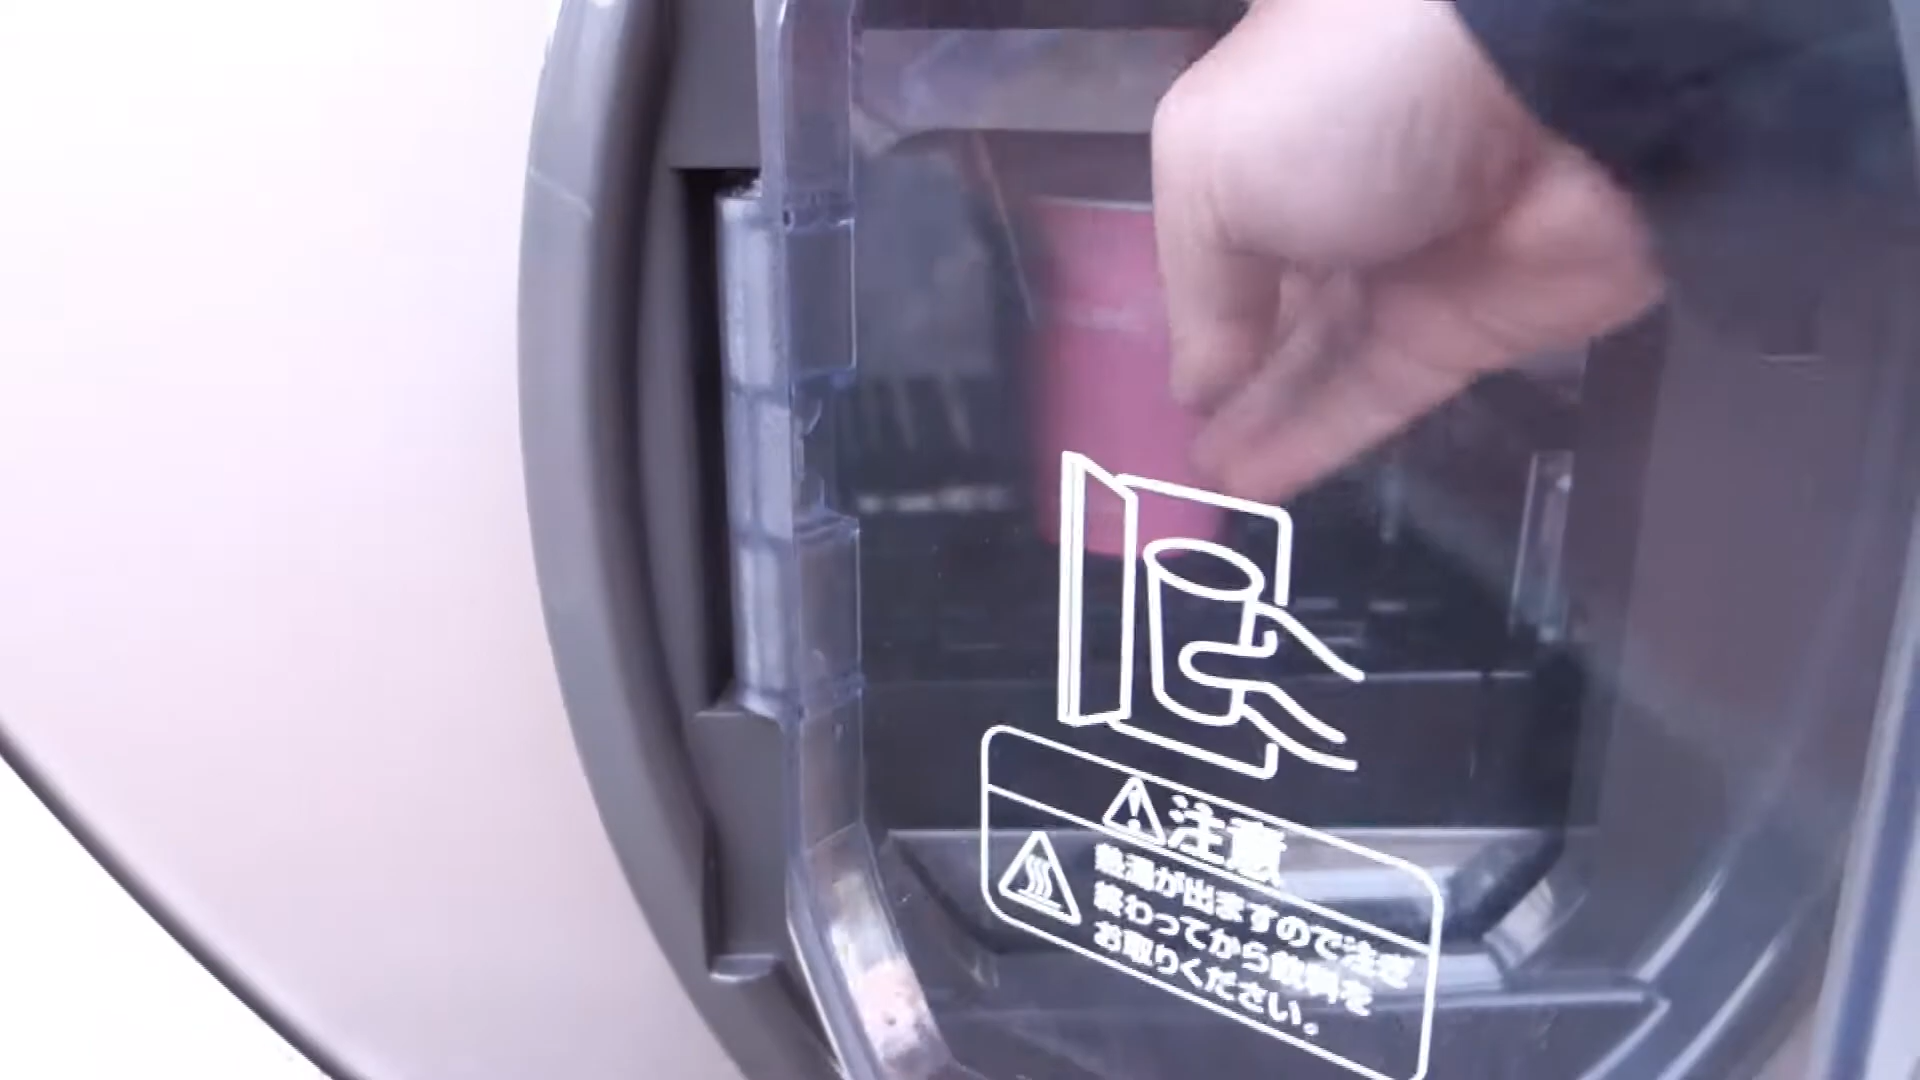 注意
熱湯が出ますので注ぎ
終わってから飲料を
お取りください。